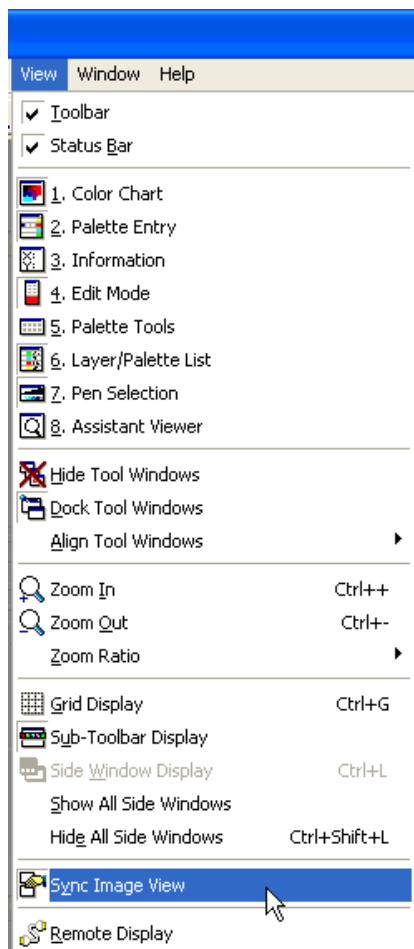 View Window Help
Toolbar
Status Bar
1. Color Chart
2. Palette Entry
3. Information
4. Edit Mode
5. Palette Tools
6. Layer/Palette List
7. Pen Selection
8. Assistant Viewer
Hide Tool Windows
Dock Tool Windows
Align Tool Windows
Zoom In Ctrl++
Zoom Out Ctrl+-
Zoom Ratio
Grid Display Ctrl+G
Sub-Toolbar Display
Side Window Display Ctrl+L
Show All Side Windows
Hide All Side Windows Ctrl+Shift+L
Sync Image View
Remote Display